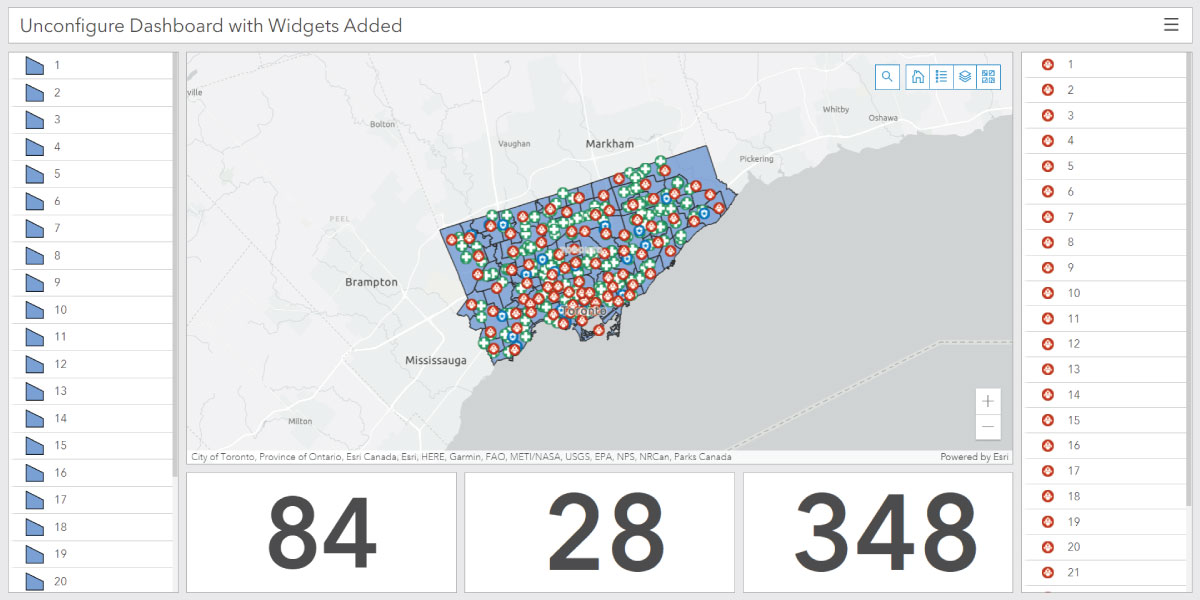 Unconfigure Dashboard with Widgets Added
1
2
3
4
5
6
7
8
9
10
11
12
13
14
15
16
17
18
19
20
ville
Bolton
Vaughan
Markham
Whitby
Oshawa
Pickering
PEEL
Brampton
Toronto
Mississauga
Milton
City of Toronto, Province of Ontario, Esri Canada, Esri, HERE, Garmin, FAO, METI/NASA, USGS, EPA, NPS, NRCan, Parks Canada
Powered by Esri
84
28
348
1
2
3
4
5
6
7
8
9
10
11
12
13
14
15
16
17
18
19
20
21